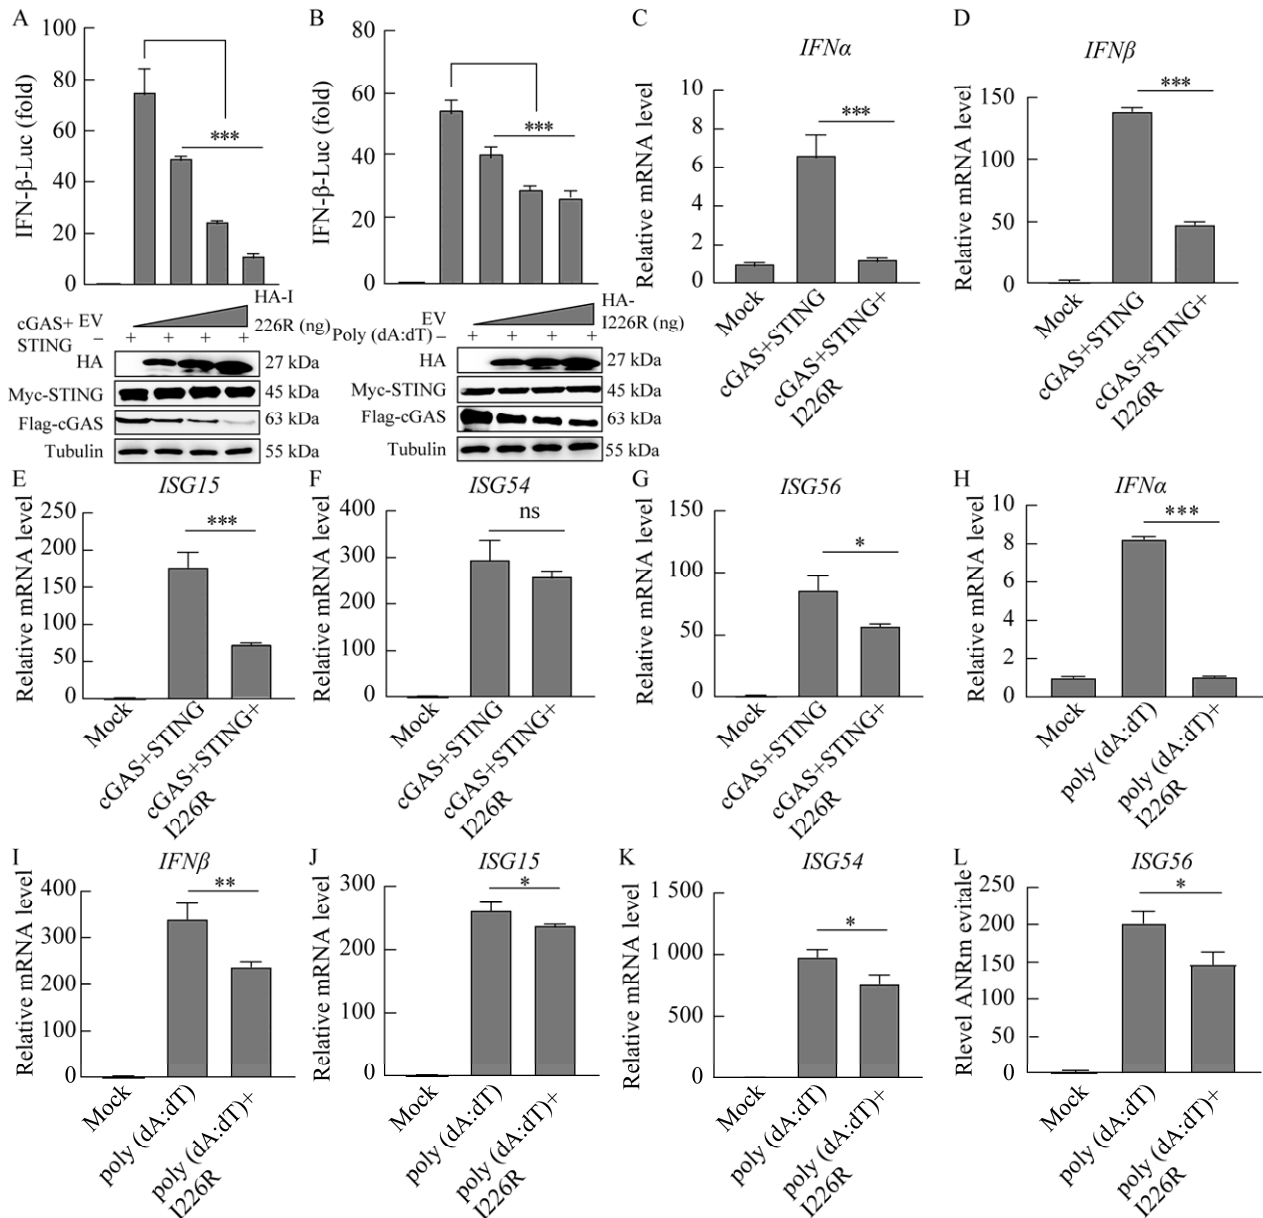 A
IFN-β-Luc (fold)
100
80
60
40
20
0
***
cGAS+ EV
STING –
+ + + +
HA-I
226R (ng)
HA 27 kDa
Myc-STING 45 kDa
Flag-cGAS 63 kDa
Tubulin 55 kDa
B
IFN-β-Luc (fold)
80
60
40
20
0
***
EV
Poly (dA:dT) –
+ + + +
HA-
I226R (ng)
HA 27 kDa
Myc-STING 45 kDa
Flag-cGAS 63 kDa
Tubulin 55 kDa
C
IFNα
Relative mRNA level
10
8
6
4
2
0
***
Mock
cGAS+STING
cGAS+STING+
I226R
D
IFNβ
Relative mRNA level
150
100
50
0
***
Mock
cGAS+STING
cGAS+STING+
I226R
E
ISG15
Relative mRNA level
250
200
150
100
50
0
***
Mock
cGAS+STING
cGAS+STING+
I226R
F
ISG54
Relative mRNA level
400
300
200
100
0
ns
Mock
cGAS+STING
cGAS+STING+
I226R
G
ISG56
Relative mRNA level
150
100
50
0
*
Mock
cGAS+STING
cGAS+STING+
I226R
H
IFNα
Relative mRNA level
10
8
6
4
2
0
***
Mock
poly (dA:dT)
poly (dA:dT)+
I226R
I
IFNβ
Relative mRNA level
400
300
200
100
0
**
Mock
poly (dA:dT)
poly (dA:dT)+
I226R
J
ISG15
Relative mRNA level
300
200
100
0
*
Mock
poly (dA:dT)
poly (dA:dT)+
I226R
K
ISG54
Relative mRNA level
1 500
1 000
500
0
*
Mock
poly (dA:dT)
poly (dA:dT)+
I226R
L
ISG56
Rlevel ANRm evitale
250
200
150
100
50
0
*
Mock
poly (dA:dT)
poly (dA:dT)+
I226R